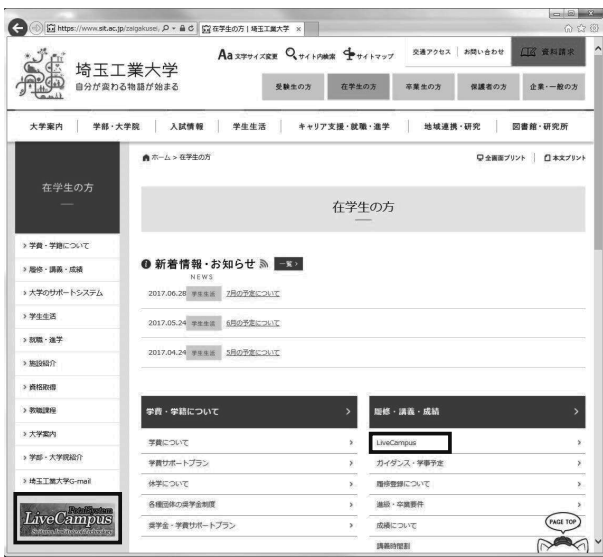 https://www.sit.ac.jp/zaigakusei,
在学生の方 | 埼玉工業大学
埼玉工業大学
自分が変わる物語が始まる
Aa 文字サイズ変更
サイト内検索
サイトマップ
交通アクセス
お問い合わせ
資料請求
受験生の方
在学生の方
卒業生の方
保護者の方
企業・一般の方
大学案内
学部・大学院
入試情報
学生生活
キャリア支援・就職・進学
地域連携・研究
図書館・研究所
ホーム > 在学生の方
全画面プリント
本文プリント
在学生の方
在学生の方
> 学費・学籍について
> 履修・講義・成績
> 大学のサポートシステム
> 学生生活
> 就職・進学
> 施設紹介
> 資格取得
> 教職課程
> 大学案内
> 学部・大学院紹介
> 埼玉工業大学G-mail
PotalSystem
LiveCampus
Saitama Institute of Technology
新着情報・お知らせ
一覧 >
NEWS
2017.06.28 学生生活 7月の予定について
2017.05.24 学生生活 6月の予定について
2017.04.24 学生生活 5月の予定について
学費・学籍について >
学費について >
学費サポートプラン >
休学について >
各種団体の奨学金制度 >
奨学金・学費サポートプラン >
履修・講義・成績 >
LiveCampus >
ガイダンス・学事予定 >
履修登録について >
進級・卒業要件 >
成績について
講義時間割
PAGE TOP